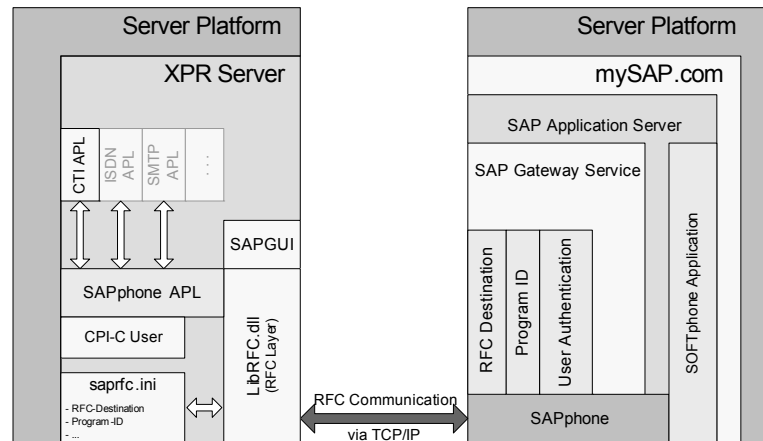 Server Platform
XPR Server
CTI APL
ISDN
APL
SMTP
APL
. . .
SAPGUI
SAPphone APL
CPI-C User
LibRFC.dll
(RFC Layer)
saprfc.ini
- RFC-Destination
- Program-ID
- ...
RFC Communication
via TCP/IP
Server Platform
mySAP.com
SAP Application Server
SAP Gateway Service
RFC Destination
Program ID
User Authentication
SOFTphone Application
SAPphone